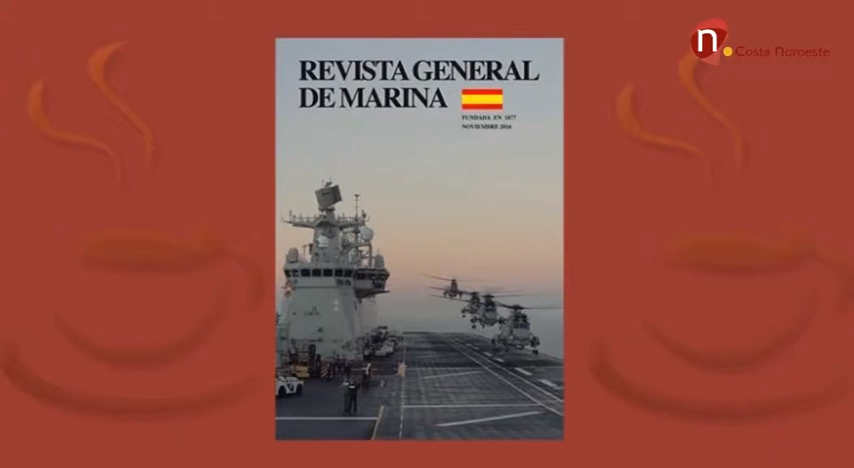 n Costa Noroeste
REVISTA GENERAL
DE MARINA
FUNDADA EN 1877
NOVIEMBRE 2016